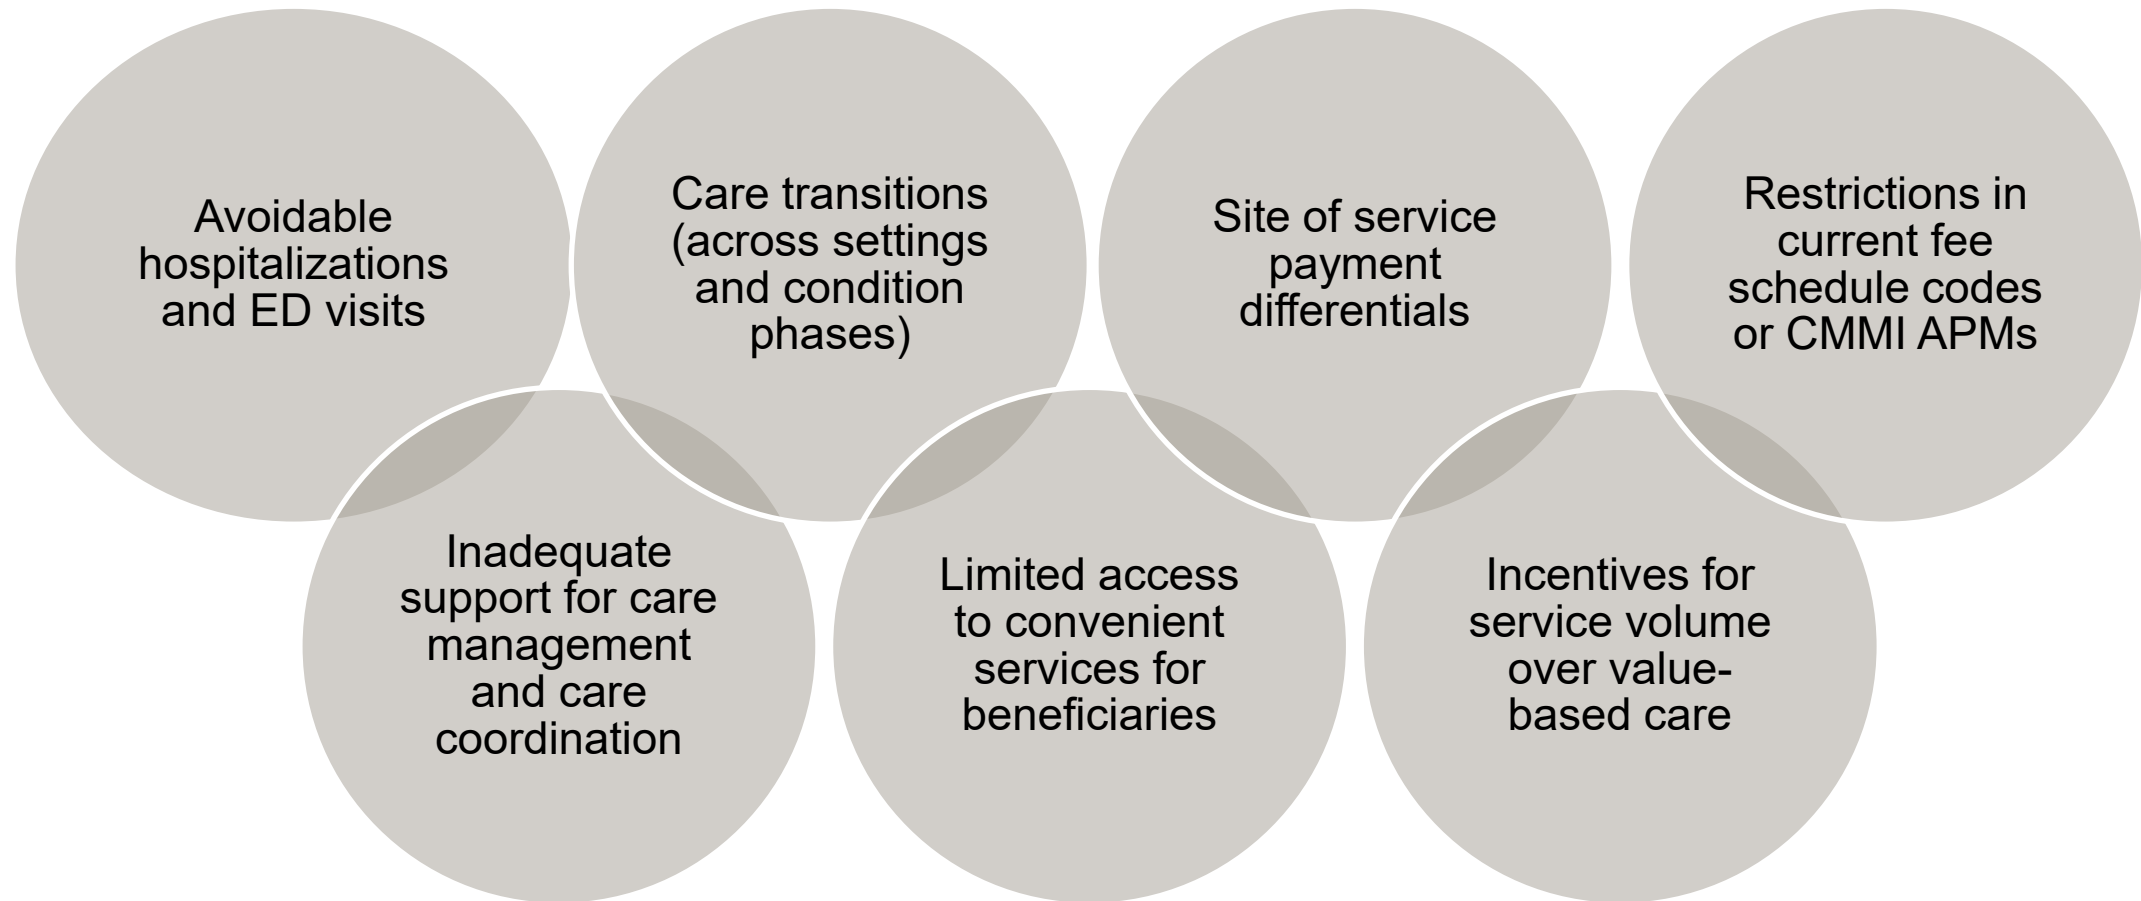 Avoidable
hospitalizations
and ED visits
Care transitions
(across settings
and condition
phases)
Site of service
payment
differentials
Restrictions in
current fee
schedule codes
or CMMI APMs
Inadequate
support for care
management
and care
coordination
Limited access
to convenient
services for
beneficiaries
Incentives for
service volume
over value-
based care